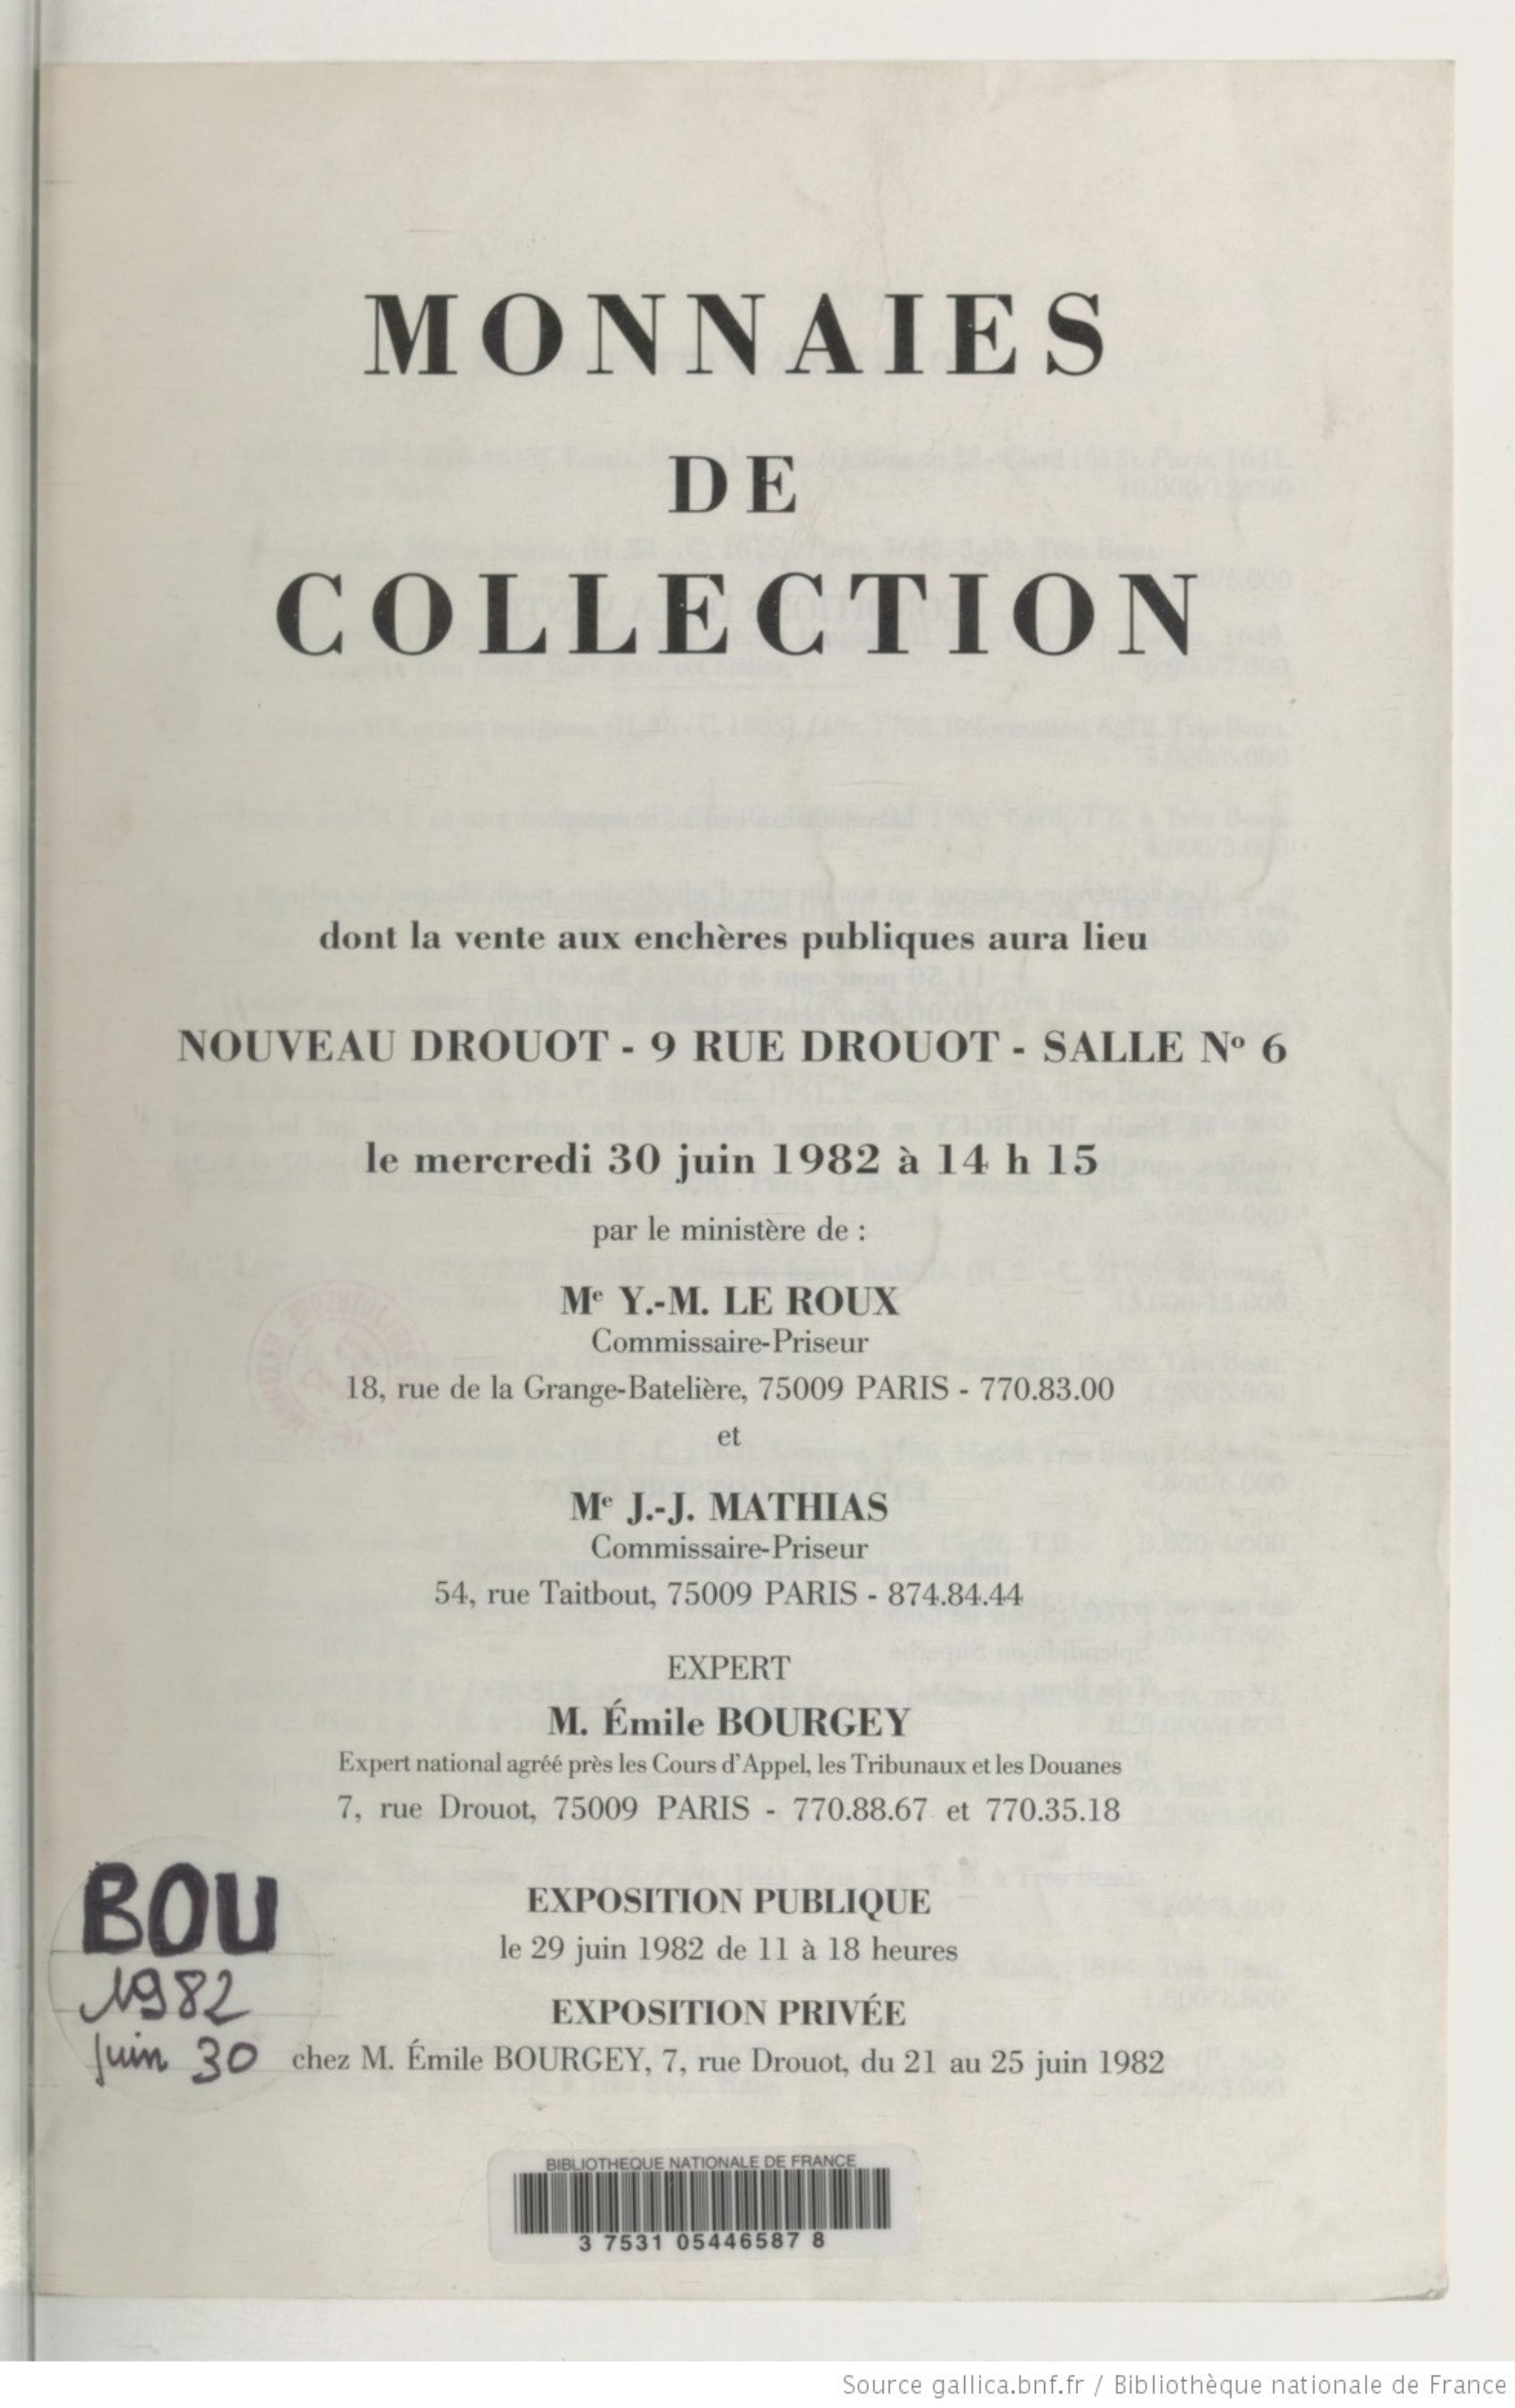 MONNAIES
DE
COLLECTION
dont la vente aux enchères publiques aura lieu
NOUVEAU DROUOT - 9 RUE DROUOT - SALLE Nº 6
le mercredi 30 juin 1982 à 14 h 15
par le ministère de :
Mᵉ Y.-M. LE ROUX
Commissaire-Priseur
18, rue de la Grange-Batelière, 75009 PARIS - 770.83.00
et
Mᵉ J.-J. MATHIAS
Commissaire-Priseur
54, rue Taitbout, 75009 PARIS - 874.84.44
EXPERT
M. Émile BOURGEY
Expert national agréé près les Cours d'Appel, les Tribunaux et les Douanes
7, rue Drouot, 75009 PARIS - 770.88.67 et 770.35.18
EXPOSITION PUBLIQUE
le 29 juin 1982 de 11 à 18 heures
EXPOSITION PRIVÉE
chez M. Émile BOURGEY, 7, rue Drouot, du 21 au 25 juin 1982
BOU
1982
juin 30
BIBLIOTHEQUE NATIONALE DE FRANCE
3 7531 05446587 8
Source gallica.bnf.fr / Bibliothèque nationale de France